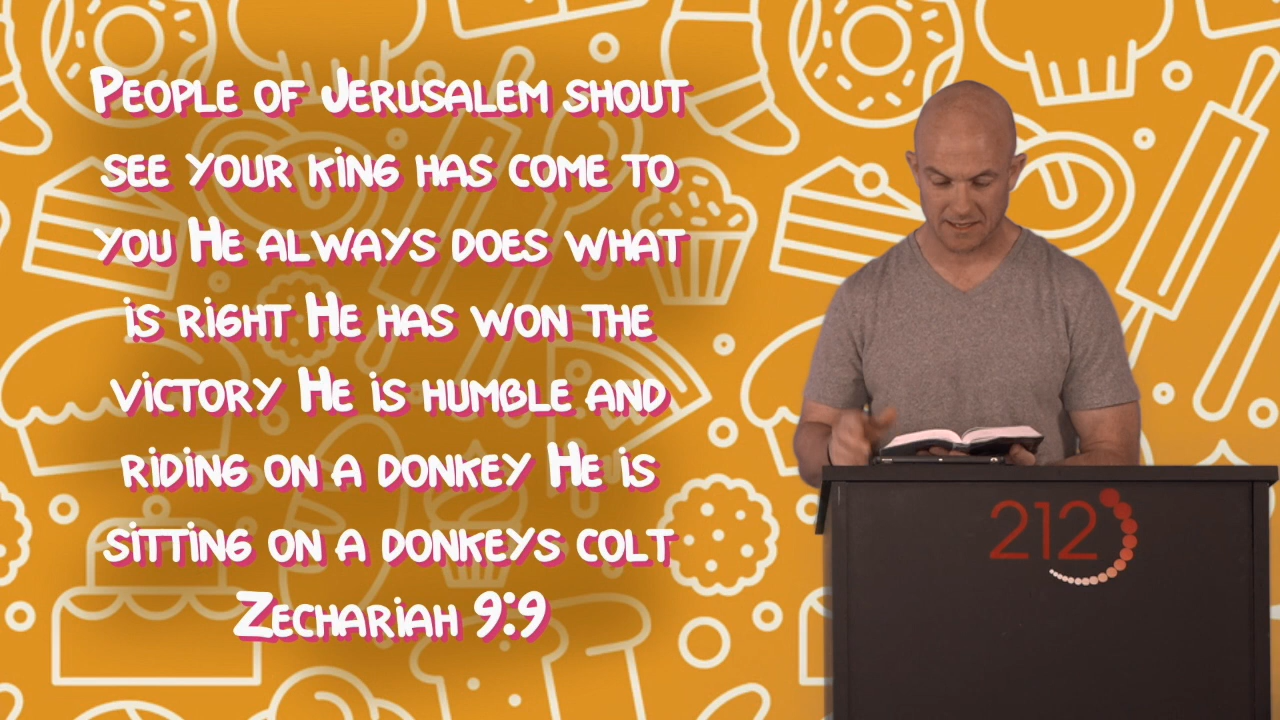 People of Jerusalem shout
see your king has come to
you He always does what
is right He has won the
victory He is humble and
riding on a donkey He is
sitting on a donkeys colt
Zechariah 9:9
212